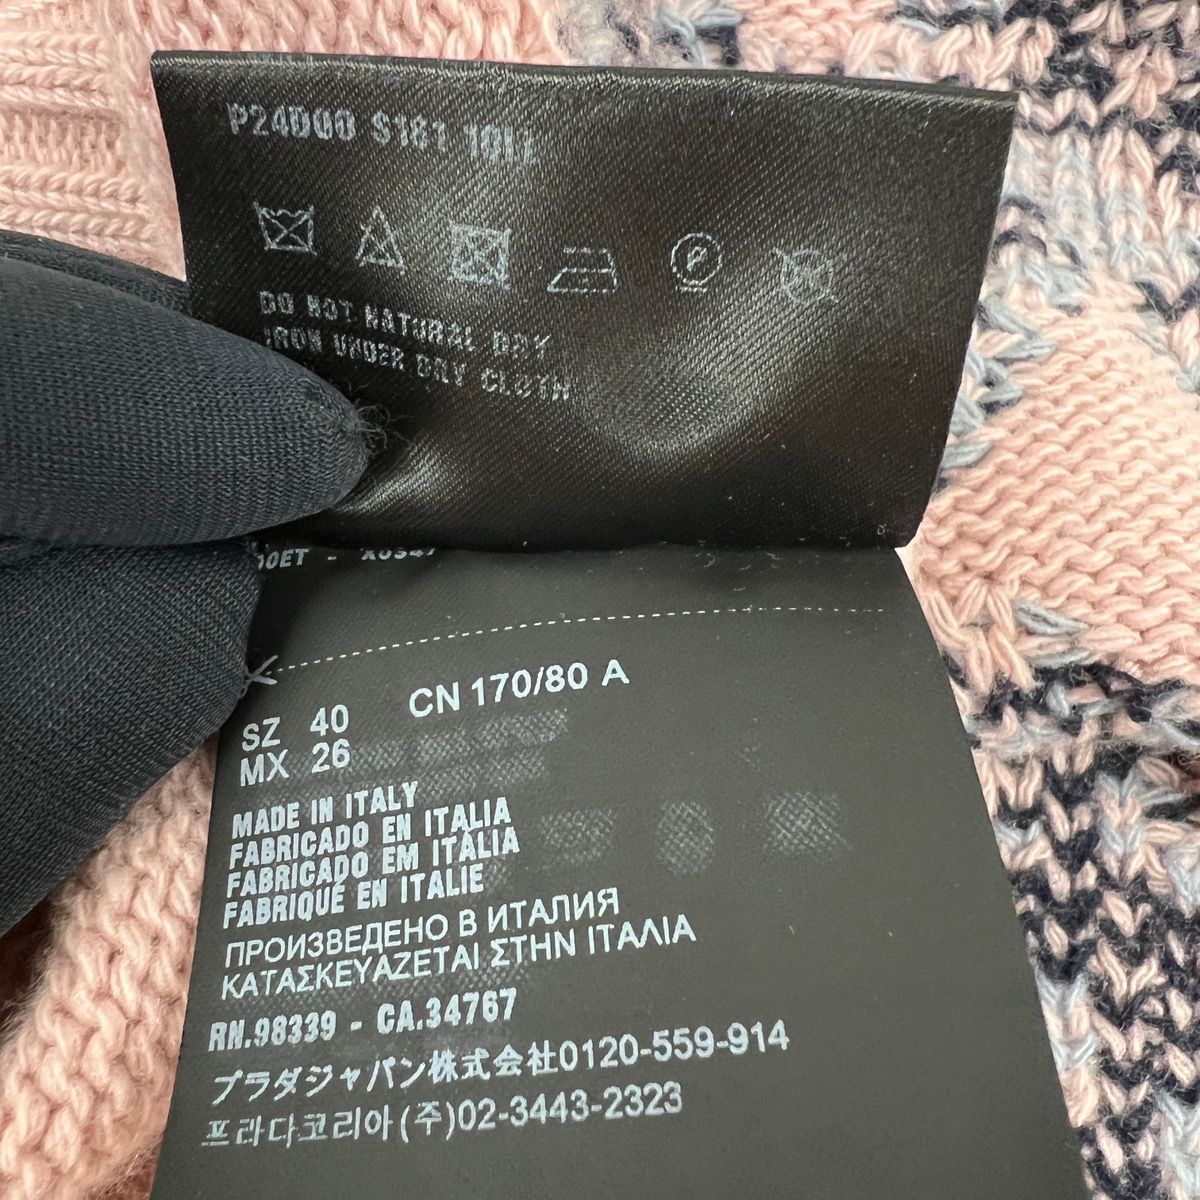 P24D00 S181
DO NOT NATURAL DRY
IRON UNDER DRY CLOTH
SZ 40 CN 170/80 A
MX 26
MADE IN ITALY
FABRICADO EN ITALIA
FABRICADO EM ITÁLIA
FABRIQUÉ EN ITALIE
ПРОИЗВЕДЕНО В ИТАЛИЯ
ΚΑΤΑΣΚΕΥΑΖΕΤΑΙ ΣΤΗΝ ΙΤΑΛΙΑ
RN.98339 - CA.34767
プラダジャパン株式会社0120-559-914
프라다코리아(주)02-3443-2323